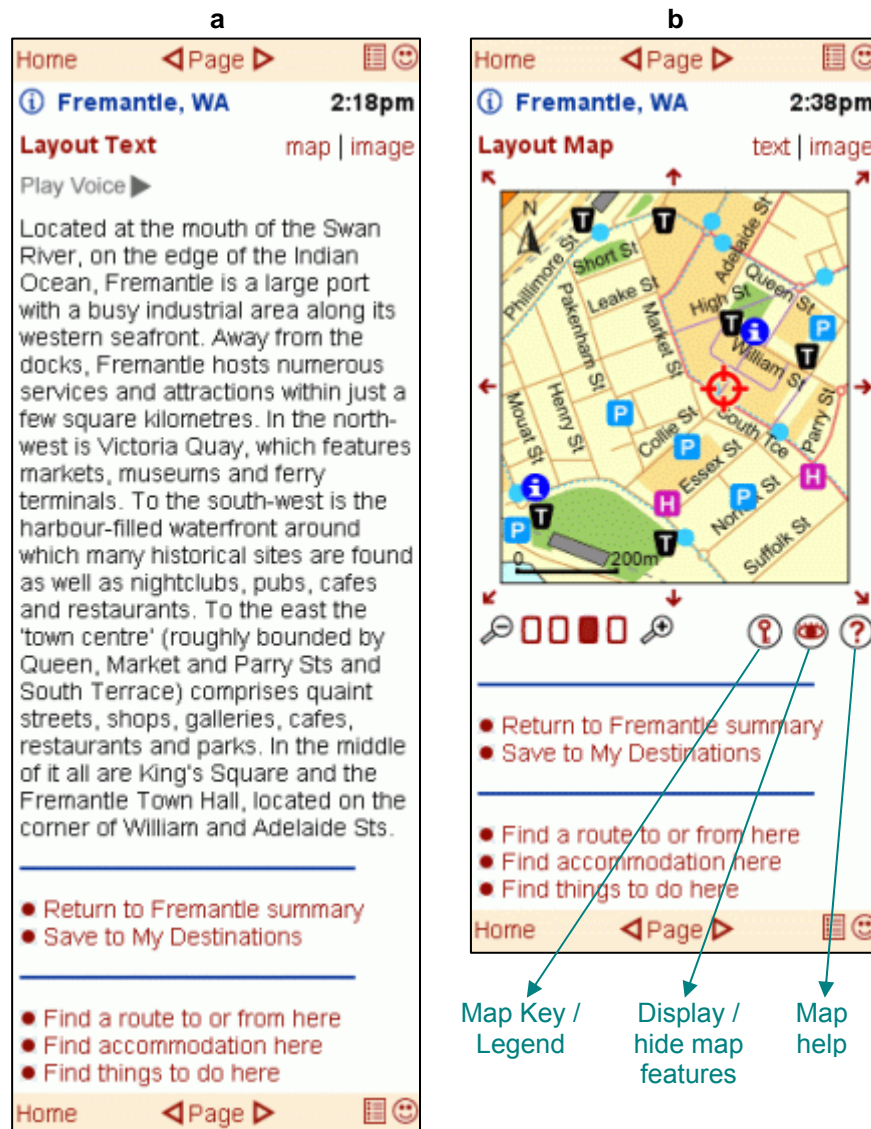 a
Home Page
Fremantle, WA 2:18pm
Layout Text map | image
Play Voice
Located at the mouth of the Swan
River, on the edge of the Indian
Ocean, Fremantle is a large port
with a busy industrial area along its
western seafront. Away from the
docks, Fremantle hosts numerous
services and attractions within just a
few square kilometres. In the north-
west is Victoria Quay, which features
markets, museums and ferry
terminals. To the south-west is the
harbour-filled waterfront around
which many historical sites are found
as well as nightclubs, pubs, cafes
and restaurants. To the east the
'town centre' (roughly bounded by
Queen, Market and Parry Sts and
South Terrace) comprises quaint
streets, shops, galleries, cafes,
restaurants and parks. In the middle
of it all are King's Square and the
Fremantle Town Hall, located on the
corner of William and Adelaide Sts.
• Return to Fremantle summary
• Save to My Destinations
• Find a route to or from here
• Find accommodation here
• Find things to do here
Home Page
b
Home Page
Fremantle, WA 2:38pm
Layout Map text | image
N
T
T
Adelaide St
Phillimore St
Short St
Queen St
Leake St
High St
Pakenham St
Market St
T
i
P
William St
T
Henry St
Mouat St
P
Collie St
P
South Tce
Parry St
Essex St
H
i
H
P
Norfolk St
P
T
T
Suffolk St
0 200m
?
• Return to Fremantle summary
• Save to My Destinations
• Find a route to or from here
• Find accommodation here
• Find things to do here
Home Page
Map Key /
Legend
Display /
hide map
features
Map
help